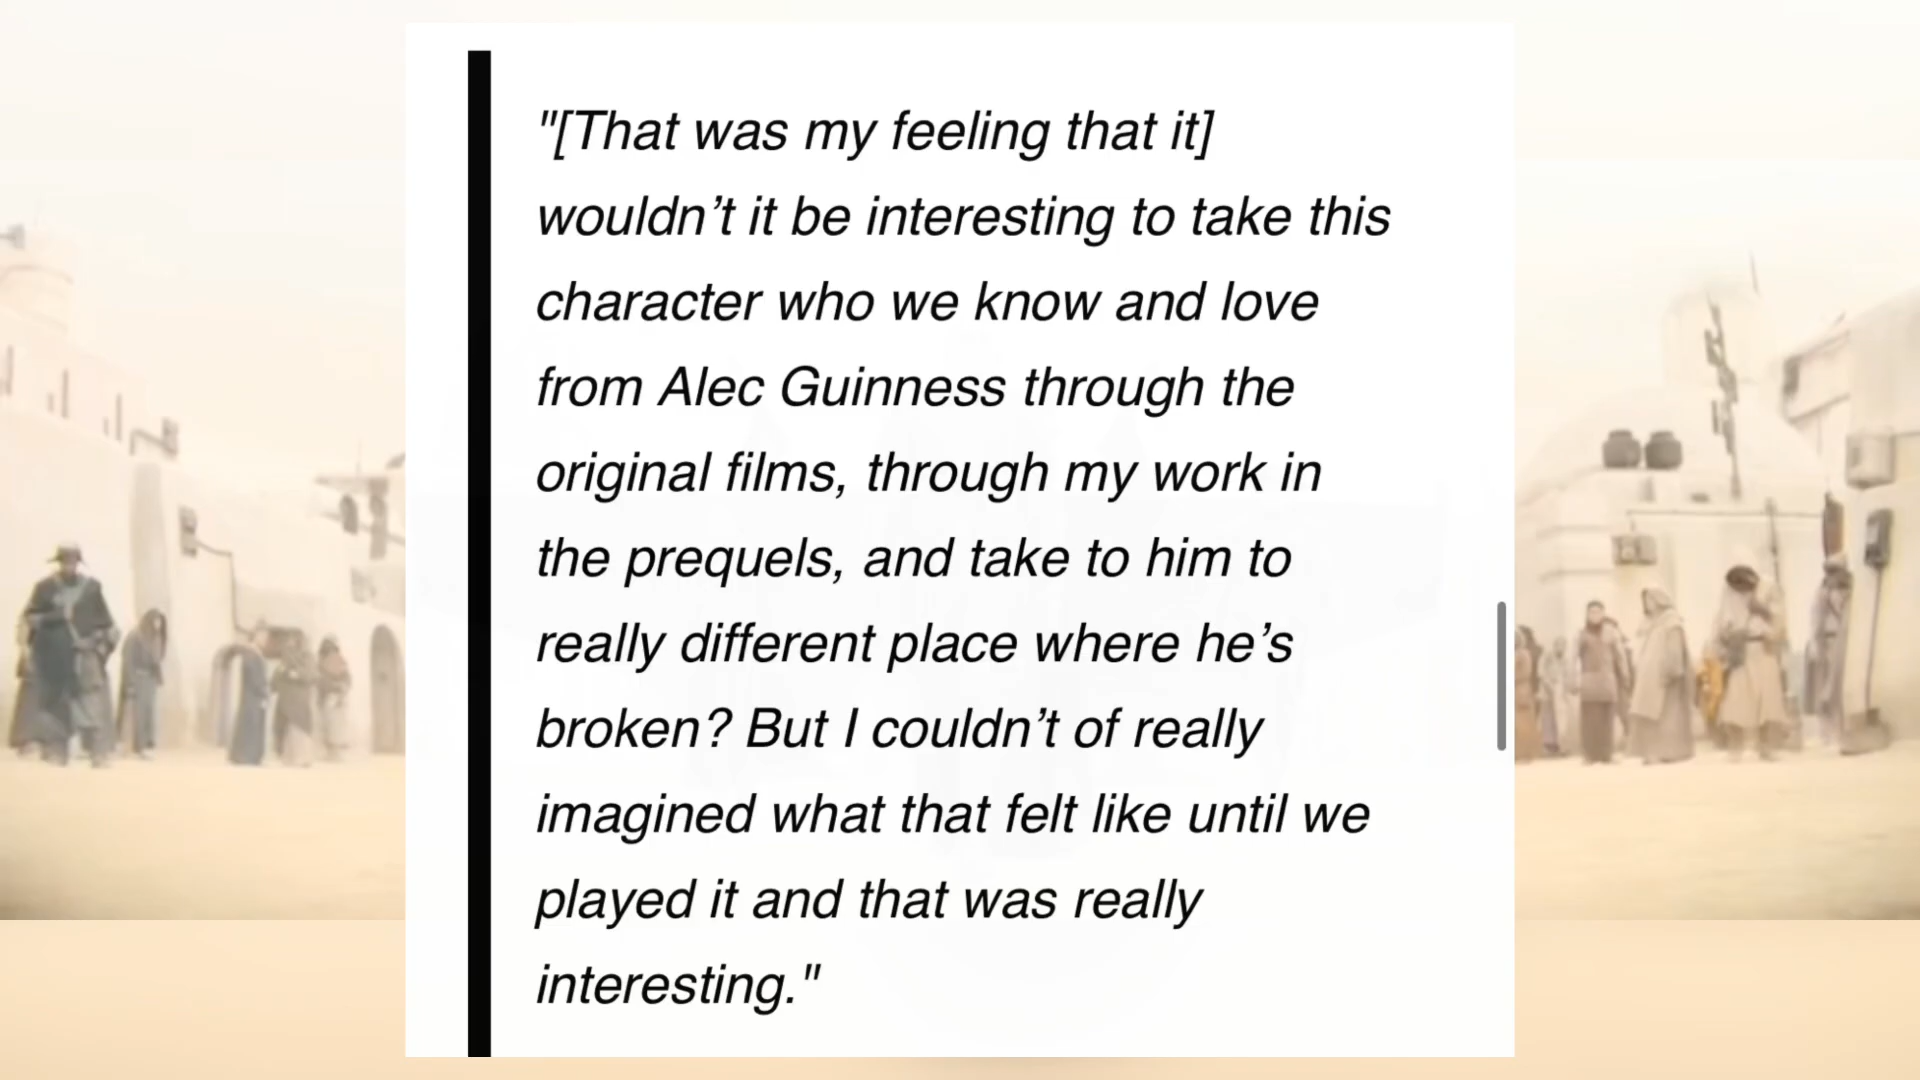 "[That was my feeling that it]
wouldn’t it be interesting to take this
character who we know and love
from Alec Guinness through the
original films, through my work in
the prequels, and take to him to
really different place where he’s
broken? But I couldn’t of really
imagined what that felt like until we
played it and that was really
interesting."